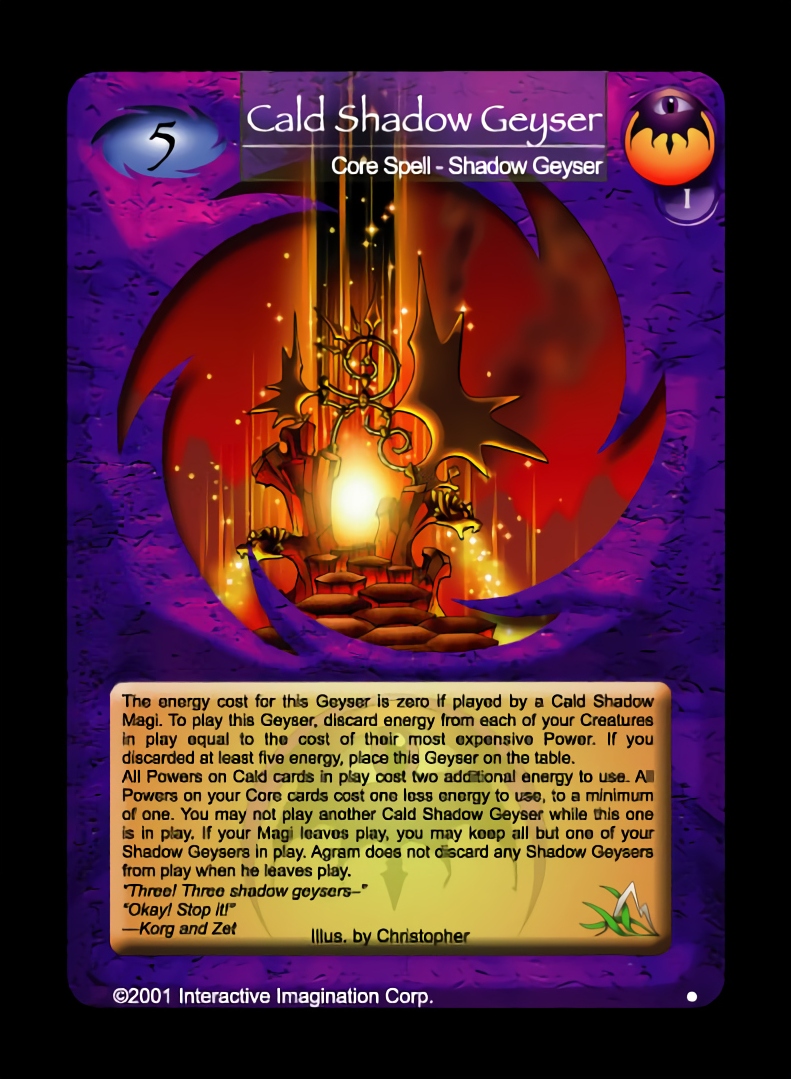 5
Cald Shadow Geyser
Core Spell - Shadow Geyser
I
The energy cost for this Geyser is zero if played by a Cald Shadow
Magi. To play this Geyser, discard energy from each of your Creatures
in play equal to the cost of their most expensive Power. If you
discarded at least five energy, place this Geyser on the table.
All Powers on Cald cards in play cost two additional energy to use. All
Powers on your Core cards cost one less energy to use, to a minimum
of one. You may not play another Cald Shadow Geyser while this one
is in play. If your Magi leaves play, you may keep all but one of your
Shadow Geysers in play. Agram does not discard any Shadow Geysers
from play when he leaves play.
"Three! Three shadow geysers–"
"Okay! Stop it!"
—Korg and Zet
Illus. by Christopher
©2001 Interactive Imagination Corp.